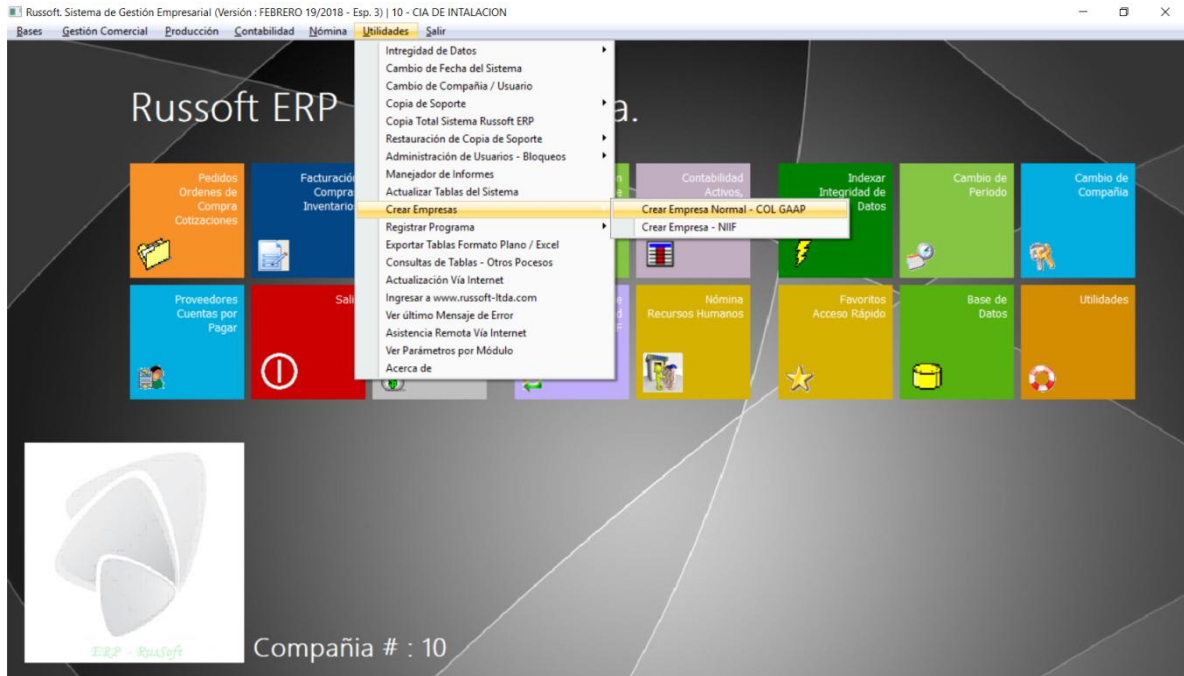 Russoft. Sistema de Gestión Empresarial (Versión : FEBRERO 19/2018 - Esp. 3) | 10 - CIA DE INTALACION
Bases Gestión Comercial Producción Contabilidad Nómina Utilidades Salir
Intregidad de Datos
Cambio de Fecha del Sistema
Cambio de Compañia / Usuario
Copia de Soporte
Copia Total Sistema Russoft ERP
Restauración de Copia de Soporte
Administración de Usuarios - Bloqueos
Manejador de Informes
Actualizar Tablas del Sistema
Crear Empresas
Registrar Programa
Exportar Tablas Formato Plano / Excel
Consultas de Tablas - Otros Pocesos
Actualización Vía Internet
Ingresar a www.russoft-ltda.com
Ver último Mensaje de Error
Asistencia Remota Vía Internet
Ver Parámetros por Módulo
Acerca de
Crear Empresa Normal - COL GAAP
Crear Empresa - NIIF
Russoft ERP
a.
Pedidos
Ordenes de
Compra
Cotizaciones
Facturació
Compra
Inventario
Contabilidad
Activos,
Indexar
Integridad de
Datos
Cambio de
Periodo
Cambio de
Compañia
Proveedores
Cuentas por
Pagar
Sali
Nómina
Recursos Humanos
Favoritos
Acceso Rápido
Base de
Datos
Utilidades
ERP - RusSoft
Compañia # : 10